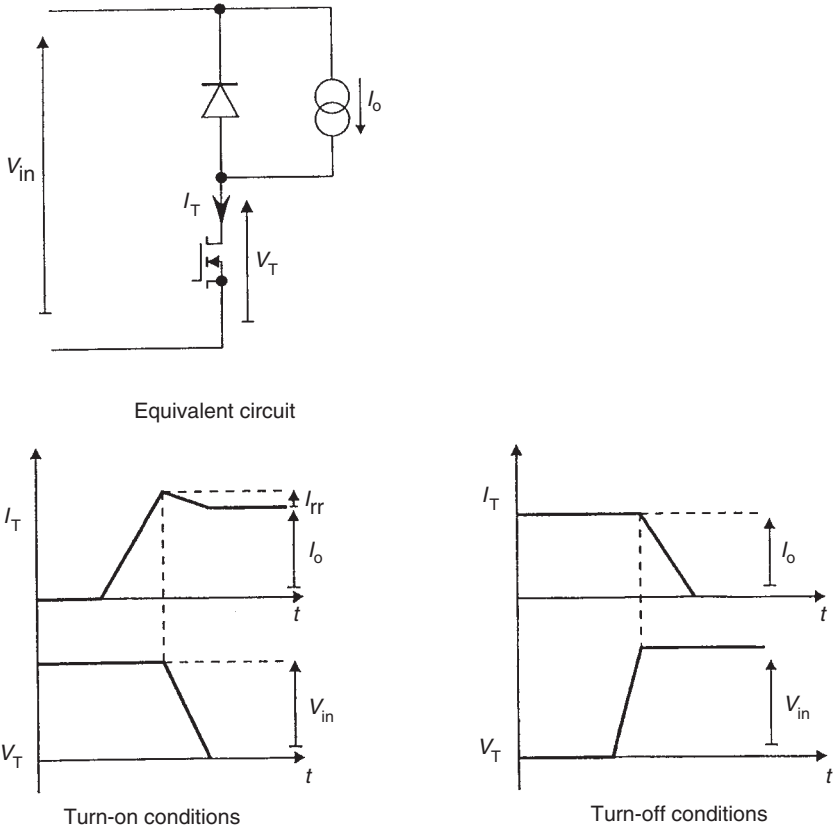 V_in
I_o
I_T
V_T
Equivalent circuit
I_T
I_rr
I_o
t
V_T
V_in
t
Turn-on conditions
I_T
I_o
t
V_T
V_in
t
Turn-off conditions